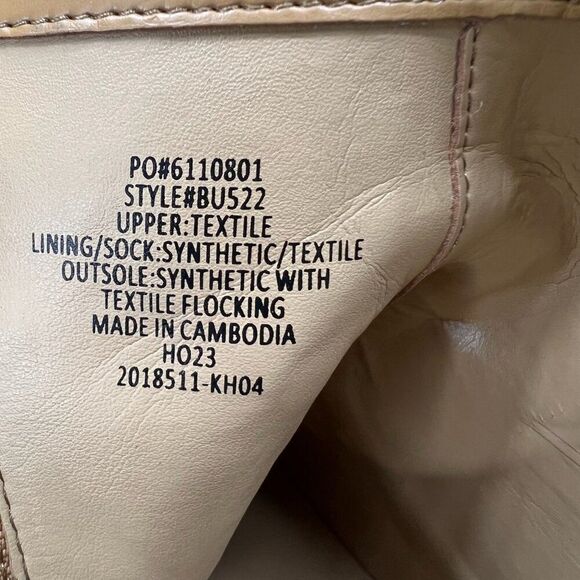 PO#6110801
STYLE#BU522
UPPER:TEXTILE
LINING/SOCK:SYNTHETIC/TEXTILE
OUTSOLE:SYNTHETIC WITH
TEXTILE FLOCKING
MADE IN CAMBODIA
HO23
2018511-KH04